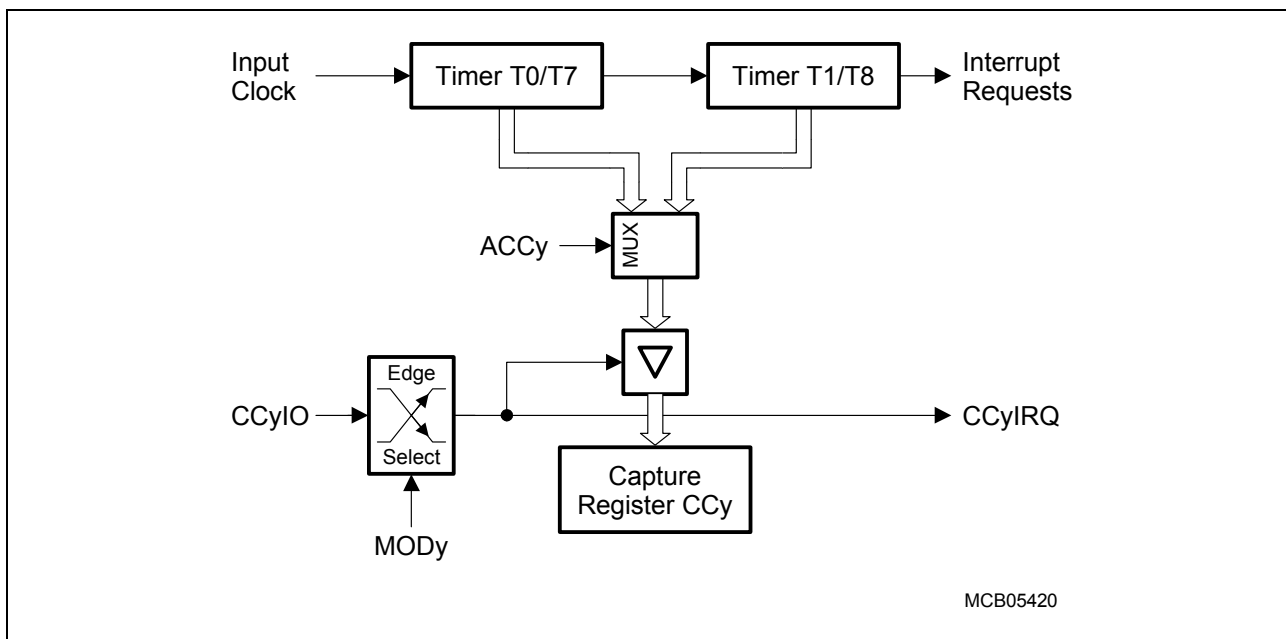 Input
Clock
Timer T0/T7
Timer T1/T8
Interrupt
Requests
ACCy
MUX
CCyIO
Edge
Select
CCyIRQ
Capture
Register CCy
MODy
MCB05420